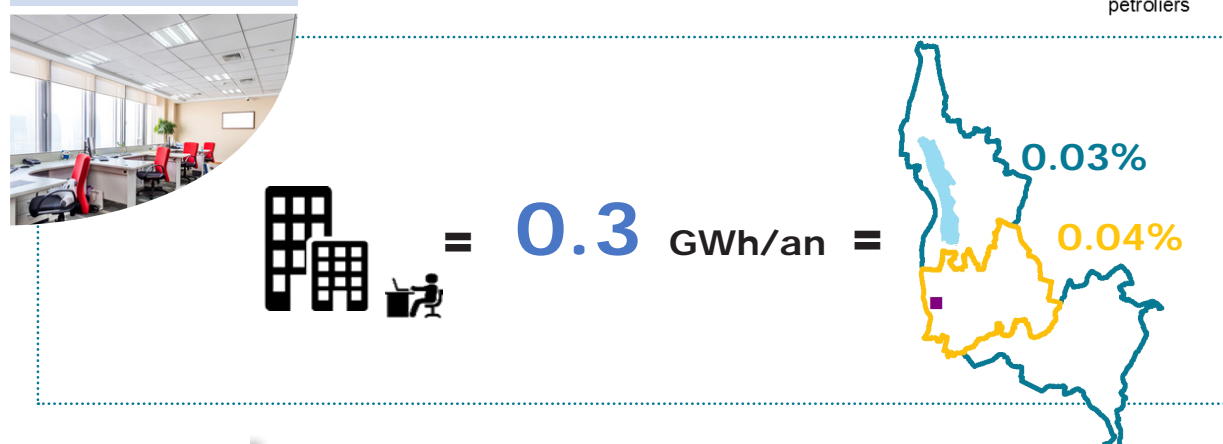 petroliers
0.03%
= 0.3 GWh/an =
0.04%